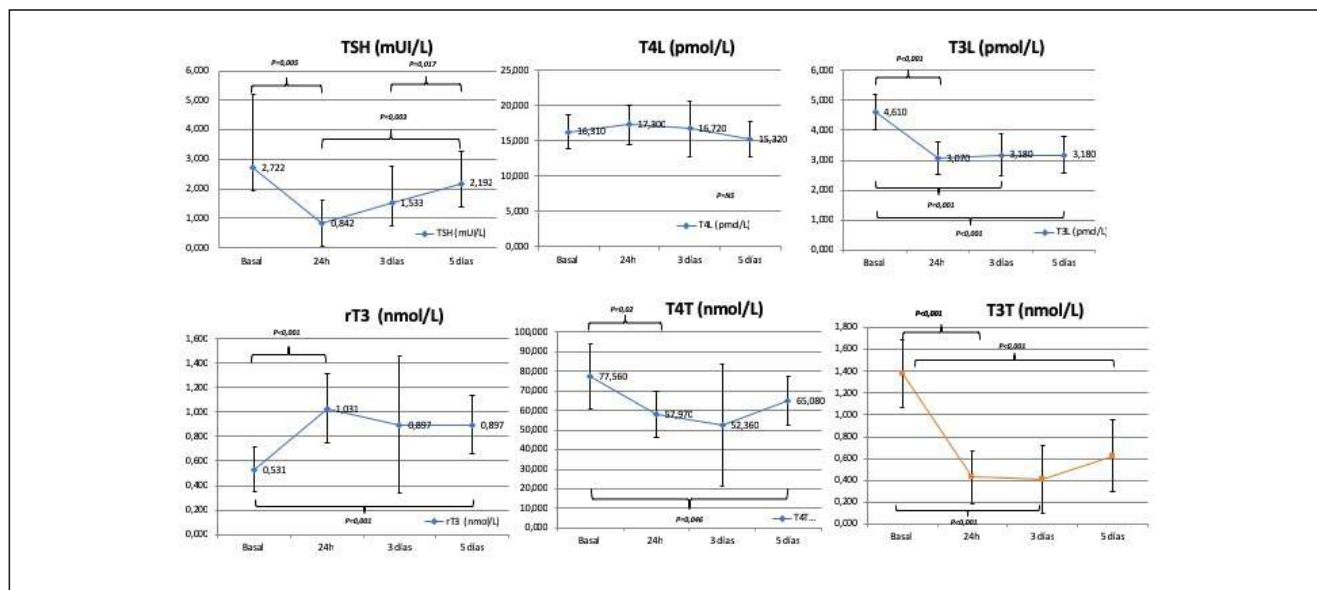 TSH (mUI/L)
P=0,005
P=0,017
P=0,003
6,000
5,000
4,000
3,000
2,000
1,000
0,000
2,722
0,842
1,533
2,192
TSH (mUI/L)
Basal
24h
3 días
5 días
T4L (pmol/L)
25,000
20,000
15,000
10,000
5,000
0,000
16,310
17,300
16,720
15,320
P=NS
T4L (pmol/L)
Basal
24h
3 días
5 días
T3L (pmol/L)
P<0,001
6,000
5,000
4,000
3,000
2,000
1,000
0,000
4,610
3,070
3,180
3,180
P=0,001
P<0,001
T3L (pmol/L)
Basal
24h
3 días
5 días
rT3 (nmol/L)
P<0,001
1,600
1,400
1,200
1,000
0,800
0,600
0,400
0,200
0,000
0,531
1,031
0,897
0,897
P=0,001
rT3 (nmol/L)
Basal
24h
3 días
5 días
T4T (nmol/L)
P=0,02
100,000
90,000
80,000
70,000
60,000
50,000
40,000
30,000
20,000
10,000
0,000
77,560
57,970
52,360
65,080
P=0,046
T4T...
Basal
24h
3 días
5 días
T3T (nmol/L)
P<0,001
P<0,001
1,800
1,600
1,400
1,200
1,000
0,800
0,600
0,400
0,200
0,000
P<0,001
Basal
24h
3 días
5 días